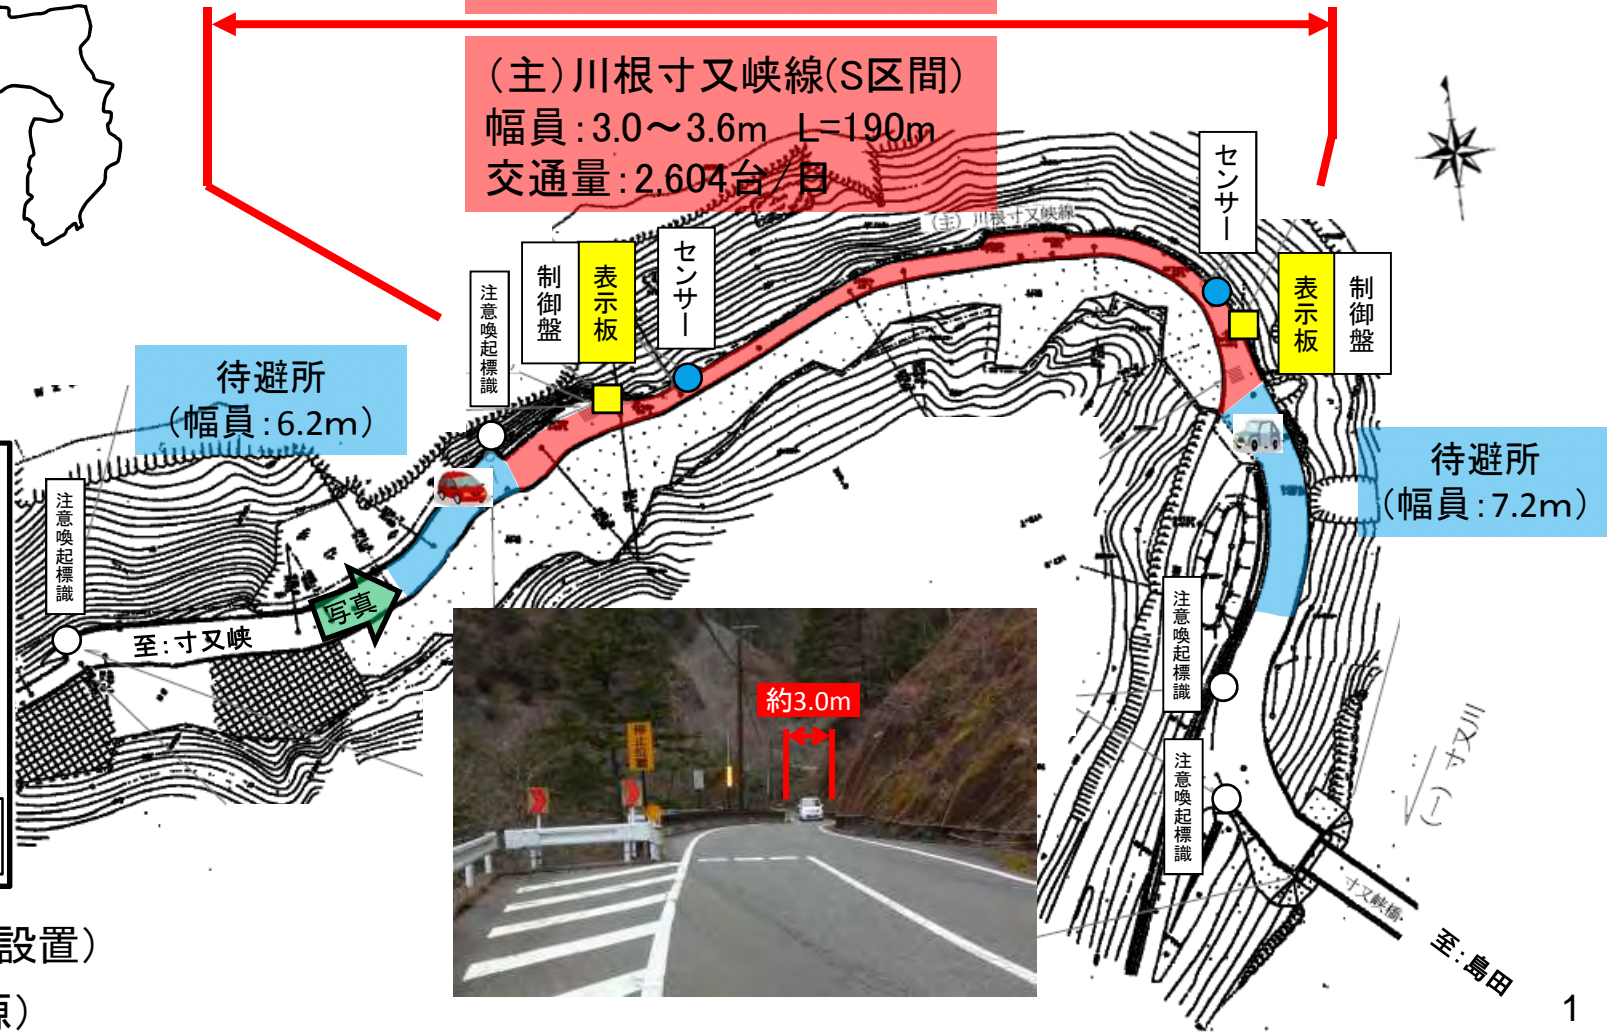 (主)川根寸又峡線(S区間)
幅員:3.0～3.6m L=190m
交通量:2,604台/日
(主)川根寸又峡線
センサー
表示板
制御盤
注意喚起標識
制御盤
表示板
センサー
待避所
(幅員:6.2m)
待避所
(幅員:7.2m)
注意喚起標識
写真
至:寸又峡
約3.0m
注意喚起標識
注意喚起標識
寸又峡橋
至:島田
設置)
原)
1